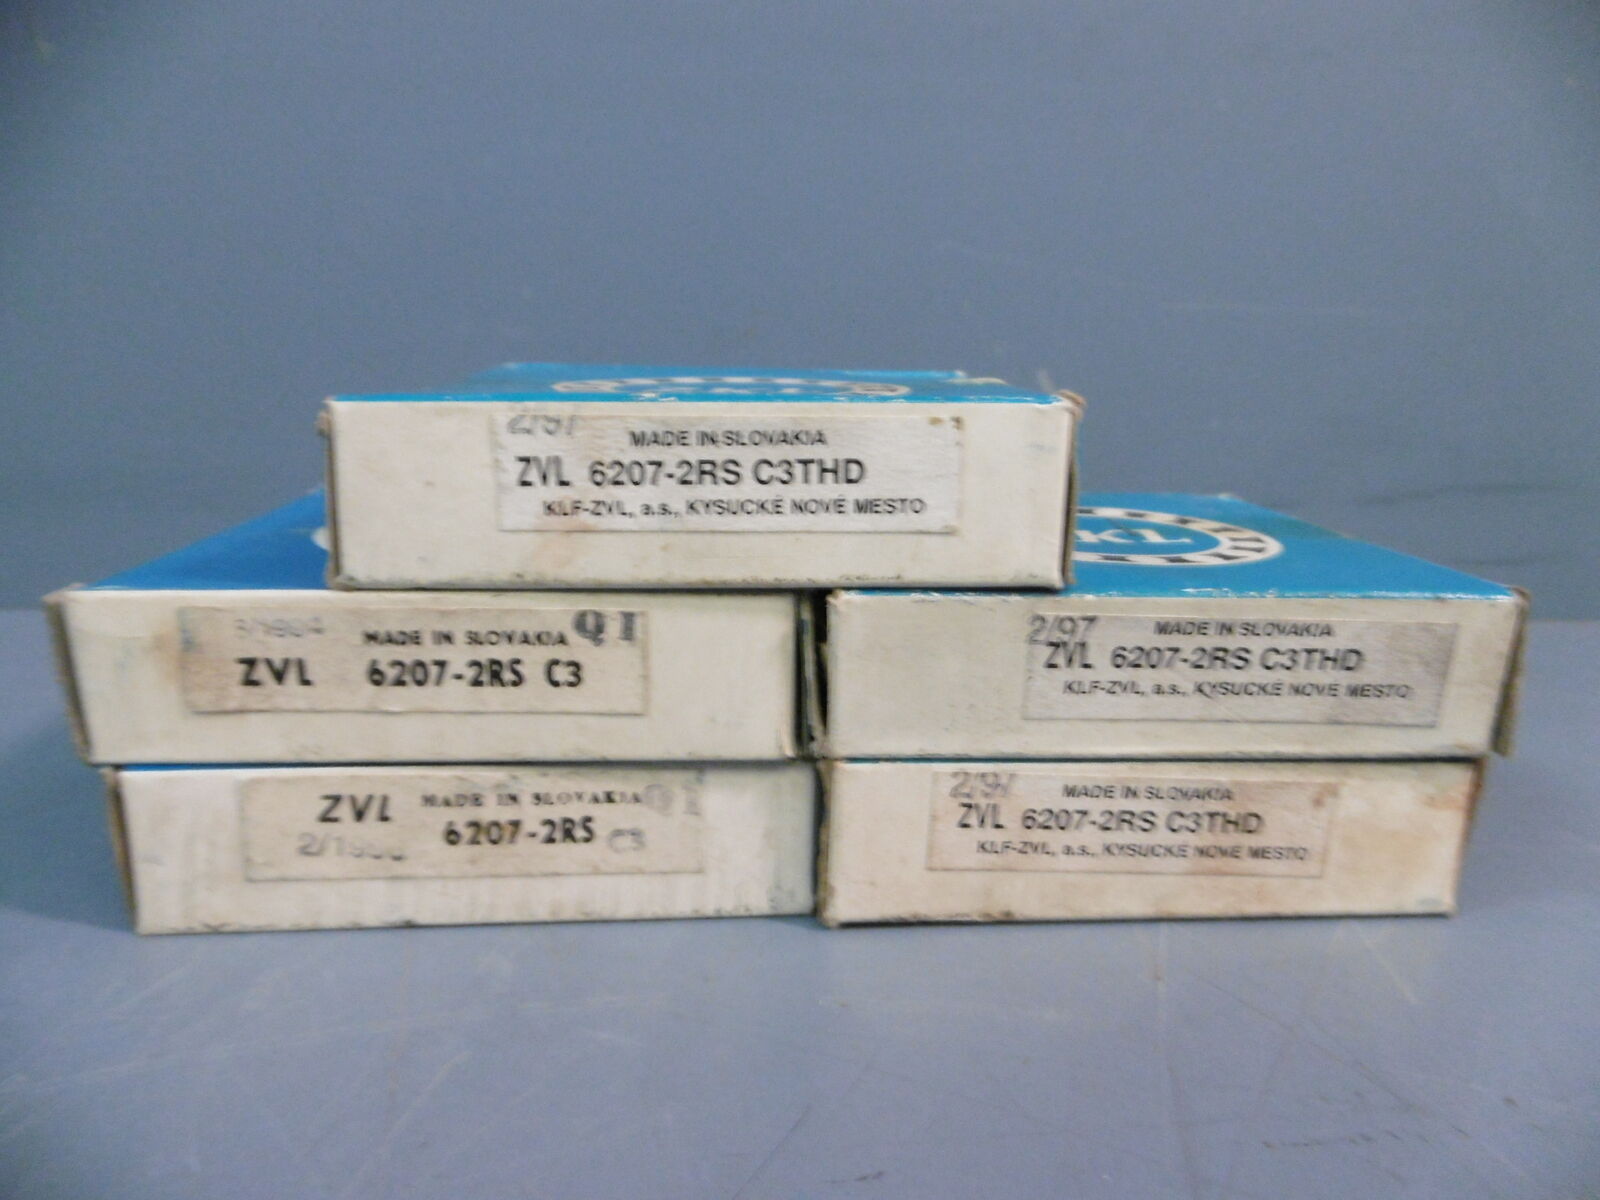 2/97
MADE IN SLOVAKIA
ZVL 6207-2RS C3THD
KLF-ZVL, a.s., KYSUCKÉ NOVÉ MESTO
MADE IN SLOVAKIA Q1
ZVL 6207-2RS C3
2/97 MADE IN SLOVAKIA
ZVL 6207-2RS C3THD
KLF-ZVL, a.s., KYSUCKÉ NOVÉ MESTO
ZVL MADE IN SLOVAKIA
6207-2RS C3
2/97 MADE IN SLOVAKIA
ZVL 6207-2RS C3THD
KLF-ZVL, a.s., KYSUCKÉ NOVÉ MESTO